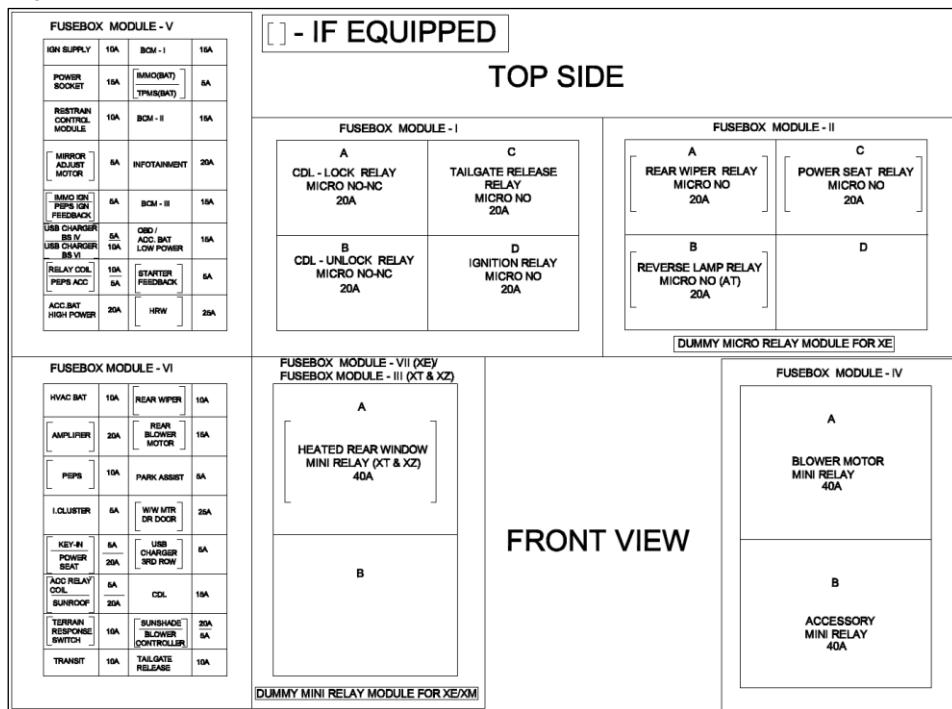 FUSEBOX MODULE - V
IGN SUPPLY 10A BCM - I 15A
POWER SOCKET 15A IMMO(BAT) TPMS(BAT) 5A
RESTRAIN CONTROL MODULE 10A BCM - II 15A
[MIRROR ADJUST MOTOR] 5A INFOTAINMENT 20A
[IMMO IGN PEPS IGN FEEDBACK] 5A BCM - III 15A
USB CHARGER BS IV 5A
USB CHARGER BS VI 10A
OBD / ACC. BAT LOW POWER 15A
[RELAY COIL 10A
PEPS ACC] 5A
[STARTER FEEDBACK] 5A
ACC.BAT HIGH POWER 20A [HRW] 25A
[ ] - IF EQUIPPED
TOP SIDE
FUSEBOX MODULE - I
A
CDL - LOCK RELAY
MICRO NO-NC
20A
C
TAILGATE RELEASE
RELAY
MICRO NO
20A
B
CDL - UNLOCK RELAY
MICRO NO-NC
20A
D
IGNITION RELAY
MICRO NO
20A
FUSEBOX MODULE - II
A
REAR WIPER RELAY
MICRO NO
20A
C
POWER SEAT RELAY
MICRO NO
20A
B
REVERSE LAMP RELAY
MICRO NO (AT)
20A
D
DUMMY MICRO RELAY MODULE FOR XE
FUSEBOX MODULE - VI
HVAC BAT 10A [REAR WIPER] 10A
[AMPLIFIER] 20A [REAR BLOWER MOTOR] 15A
[PEPS] 10A PARK ASSIST 5A
I.CLUSTER 5A [W/W MTR DR DOOR] 25A
[KEY-IN 5A
POWER SEAT] 20A
[USB CHARGER 3RD ROW] 5A
[ACC RELAY COIL 5A
SUNROOF] 20A
CDL 15A
[TERRAIN RESPONSE SWITCH] 10A
[SUNSHADE 20A
BLOWER CONTROLLER] 5A
TRANSIT 10A TAILGATE RELEASE 10A
FUSEBOX MODULE - VII (XE)/
FUSEBOX MODULE - III (XT & XZ)
A
HEATED REAR WINDOW
MINI RELAY (XT & XZ)
40A
B
DUMMY MINI RELAY MODULE FOR XE/XM
FRONT VIEW
FUSEBOX MODULE - IV
A
BLOWER MOTOR
MINI RELAY
40A
B
ACCESSORY
MINI RELAY
40A